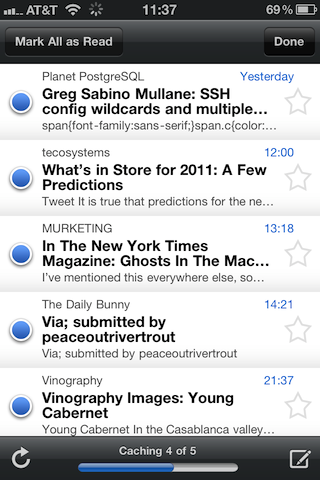 AT&T 11:37 69%
Mark All as Read Done
Planet PostgreSQL Yesterday
Greg Sabino Mullane: SSH
config wildcards and multiple…
span{font-family:sans-serif;}span.c{color:…
tecosystems 12:00
What's in Store for 2011: A Few
Predictions
Tweet It is true that predictions for the ne…
MURKETING 13:18
In The New York Times
Magazine: Ghosts In The Mac…
I've mentioned this everywhere else, so…
The Daily Bunny 14:21
Via; submitted by
peaceoutrivertrout
Via; submitted by peaceoutrivertrout
Vinography 21:37
Vinography Images: Young
Cabernet
Young Cabernet In the Casablanca valley…
Caching 4 of 5